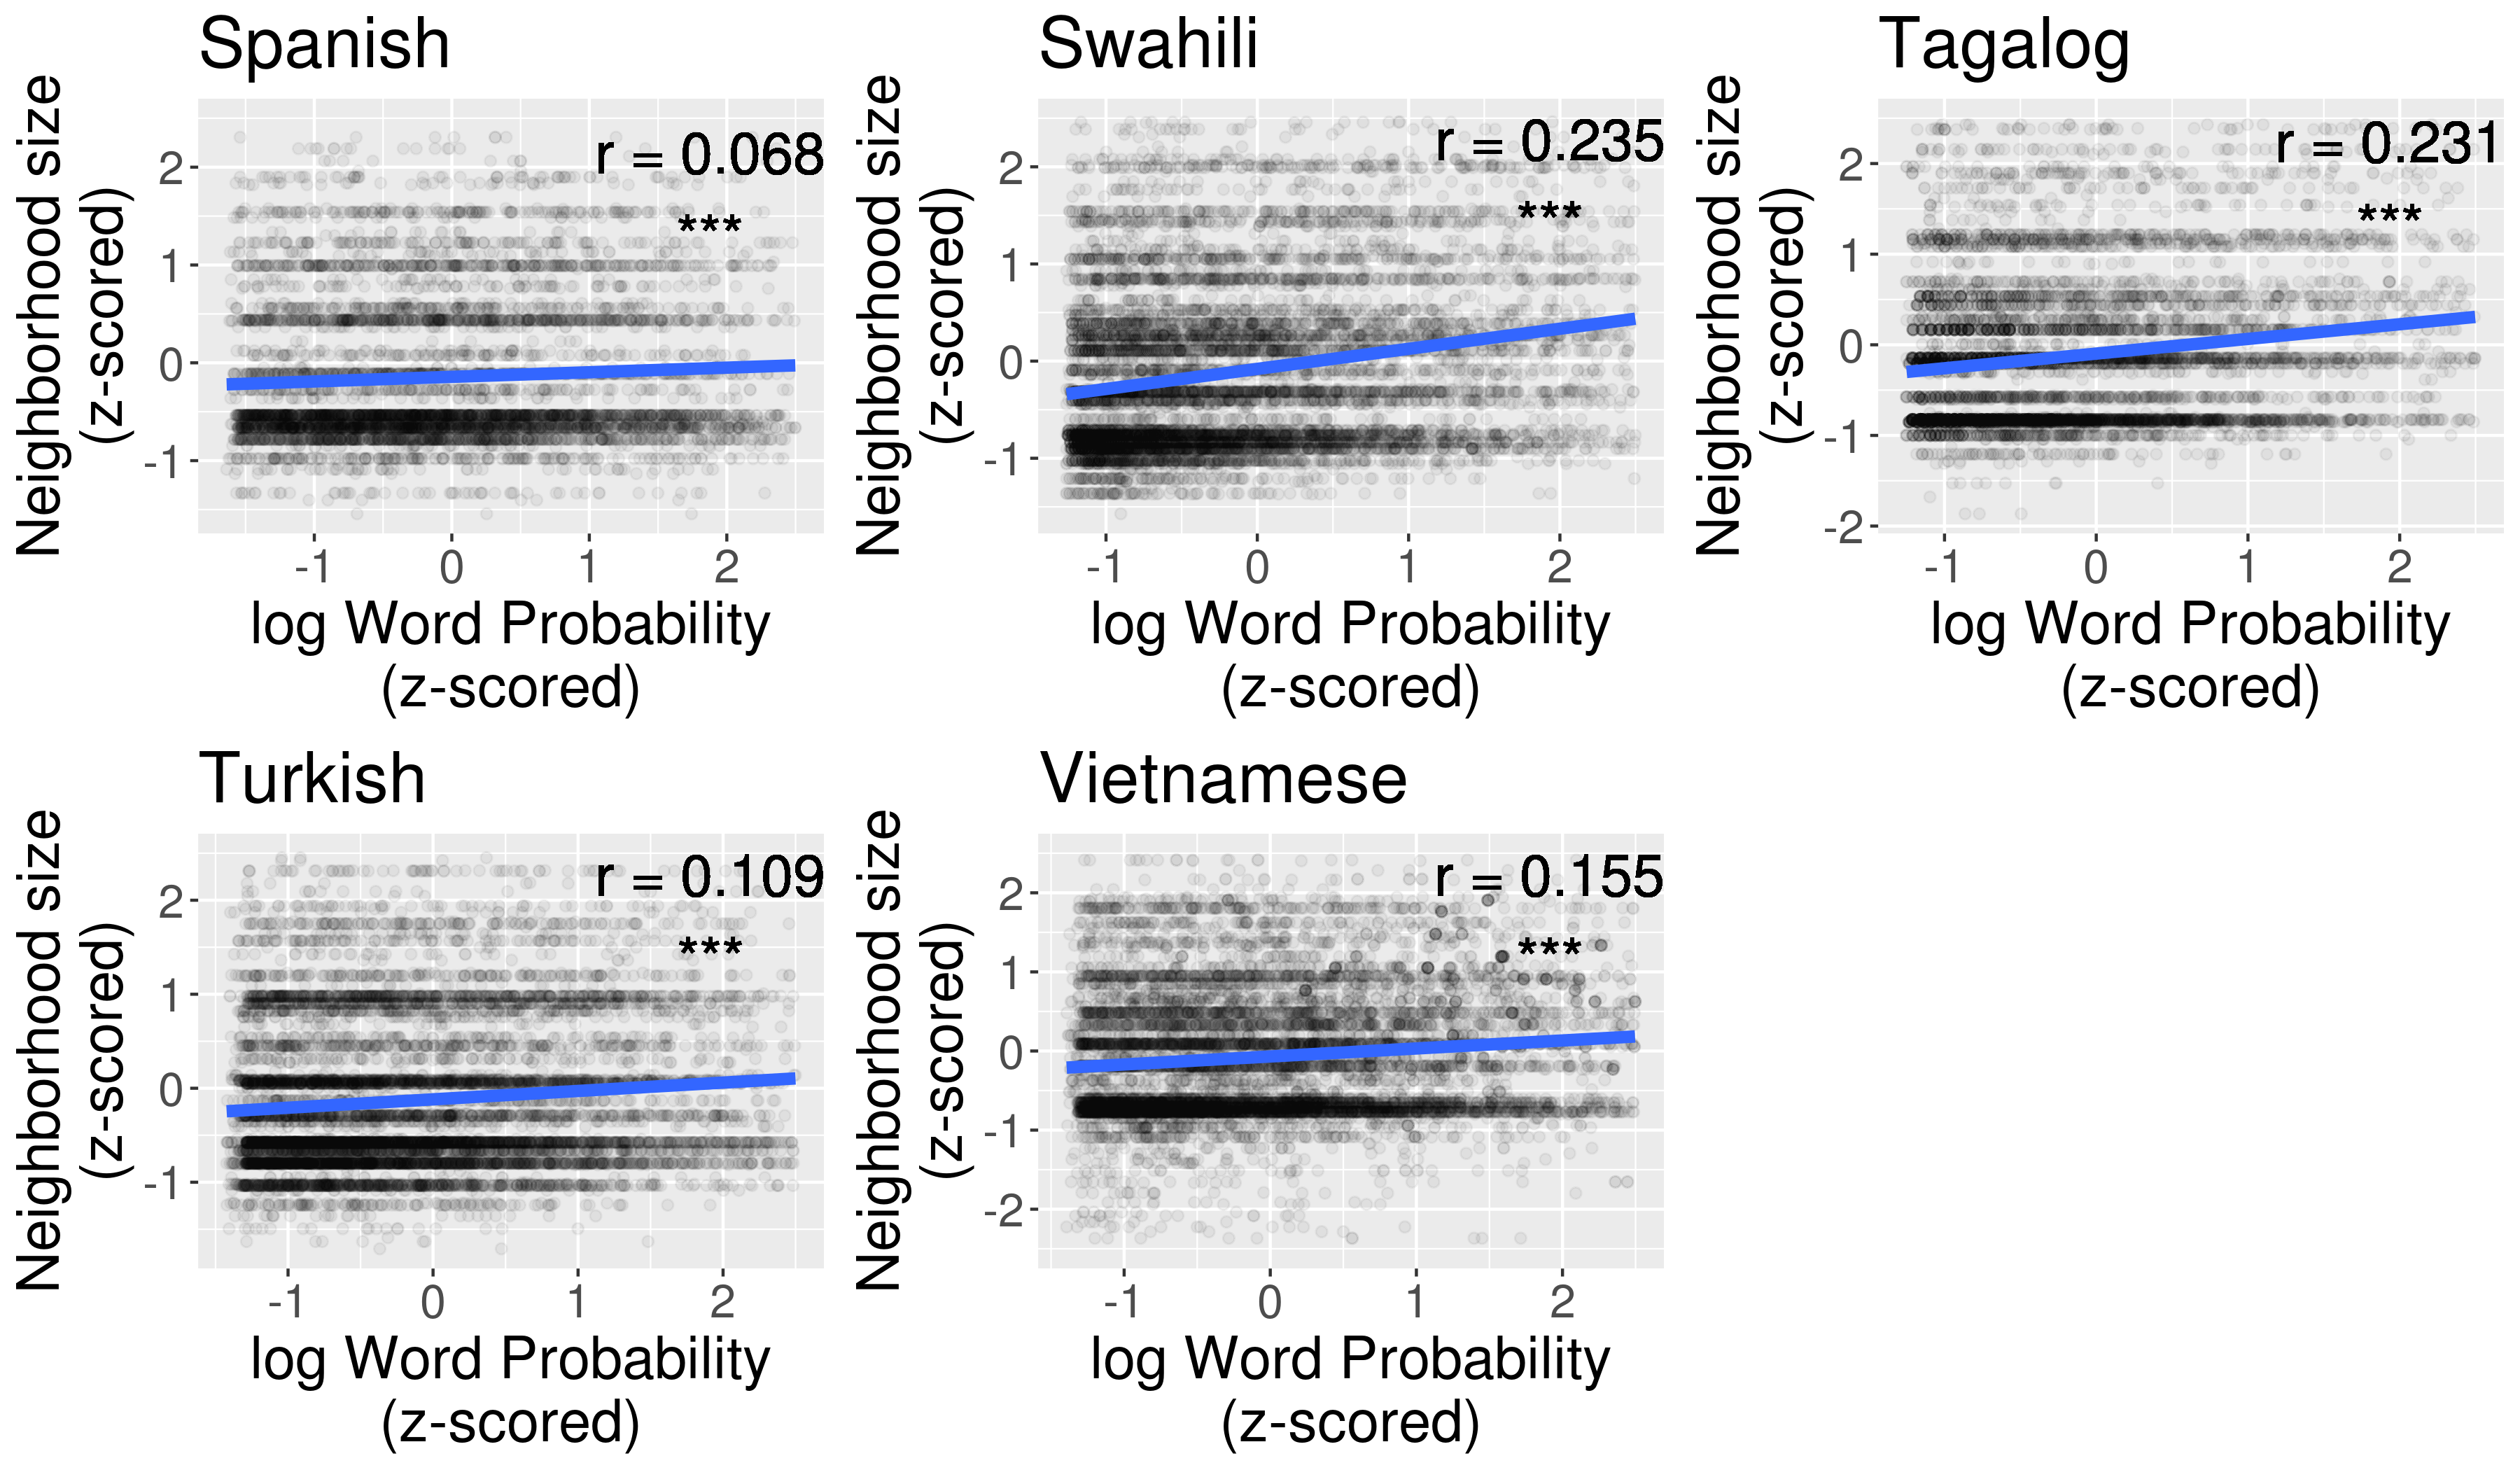 Spanish
Neighborhood size
(z-scored)
r = 0.068
***
2
1
0
-1
-1 0 1 2
log Word Probability
(z-scored)
Swahili
Neighborhood size
(z-scored)
r = 0.235
***
2
1
0
-1
-1 0 1 2
log Word Probability
(z-scored)
Tagalog
Neighborhood size
(z-scored)
r = 0.231
***
2
1
0
-1
-2
-1 0 1 2
log Word Probability
(z-scored)
Turkish
Neighborhood size
(z-scored)
r = 0.109
***
2
1
0
-1
-1 0 1 2
log Word Probability
(z-scored)
Vietnamese
Neighborhood size
(z-scored)
r = 0.155
***
2
1
0
-1
-2
-1 0 1 2
log Word Probability
(z-scored)